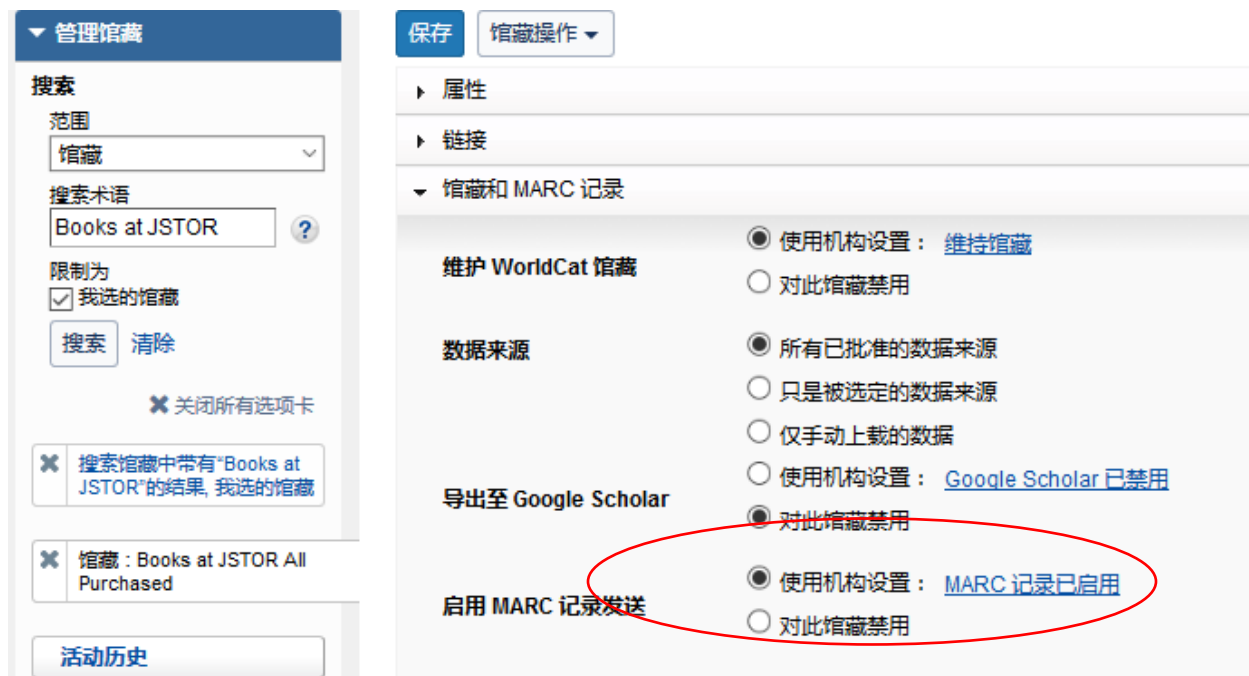 管理馆藏
搜索
范围
馆藏
搜索术语
Books at JSTOR
?
限制为
我选的馆藏
搜索 清除
关闭所有选项卡
搜索馆藏中带有“Books at
JSTOR”的结果, 我选的馆藏
馆藏 : Books at JSTOR All
Purchased
活动历史
保存 馆藏操作
属性
链接
馆藏和 MARC 记录
维护 WorldCat 馆藏
使用机构设置： 维持馆藏
对此馆藏禁用
数据来源
所有已批准的数据来源
只是被选定的数据来源
仅手动上载的数据
导出至 Google Scholar
使用机构设置： Google Scholar 已禁用
对此馆藏禁用
启用 MARC 记录发送
使用机构设置： MARC 记录已启用
对此馆藏禁用